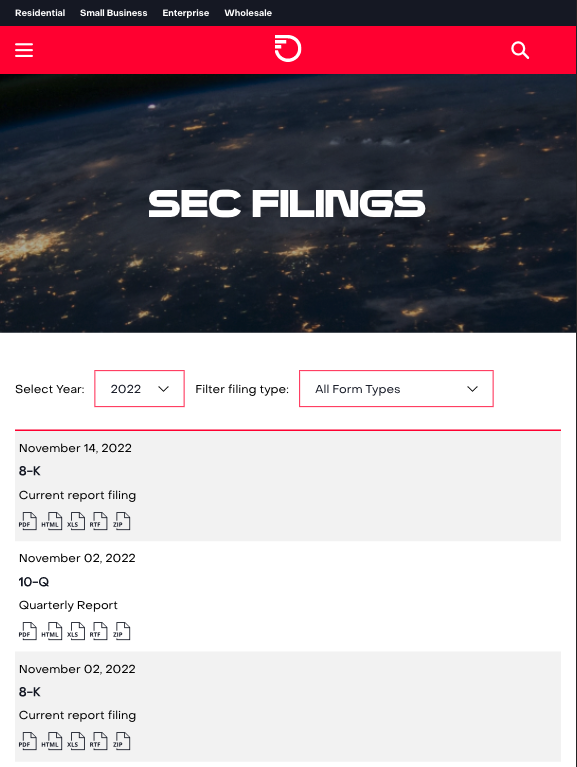 Residential Small Business Enterprise Wholesale
SEC FILINGS
Select Year: 2022 Filter filing type: All Form Types
November 14, 2022
8-K
Current report filing
PDF HTML XLS RTF ZIP
November 02, 2022
10-Q
Quarterly Report
PDF HTML XLS RTF ZIP
November 02, 2022
8-K
Current report filing
PDF HTML XLS RTF ZIP